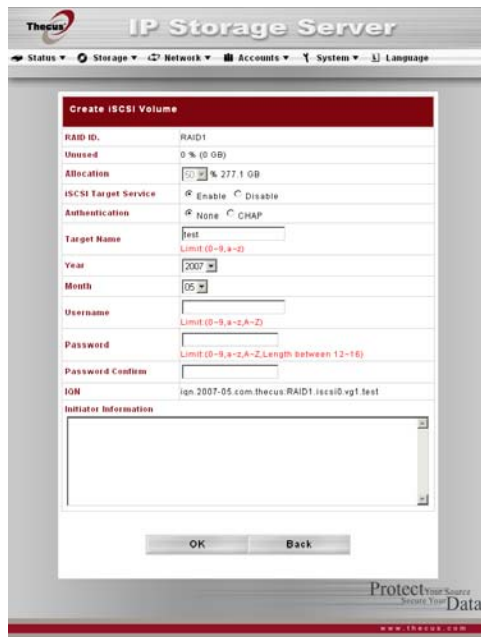 Thecus
IP Storage Server
Status Storage Network Accounts System Language
Create iSCSI Volume
RAID ID. RAID1
Unused 0 % (0 GB)
Allocation 50 % 277.1 GB
iSCSI Target Service Enable Disable
Authentication None CHAP
Target Name test
Limit:(0~9,a~z)
Year 2007
Month 05
Username
Limit:(0~9,a~z,A~Z)
Password
Limit:(0~9,a~z,A~Z,Length between 12~16)
Password Confirm
IQN iqn.2007-05.com.thecus:RAID1.iscsi0.vg1.test
Initiator Information
OK Back
Protect Your Source
Secure Your Data
www.thecus.com